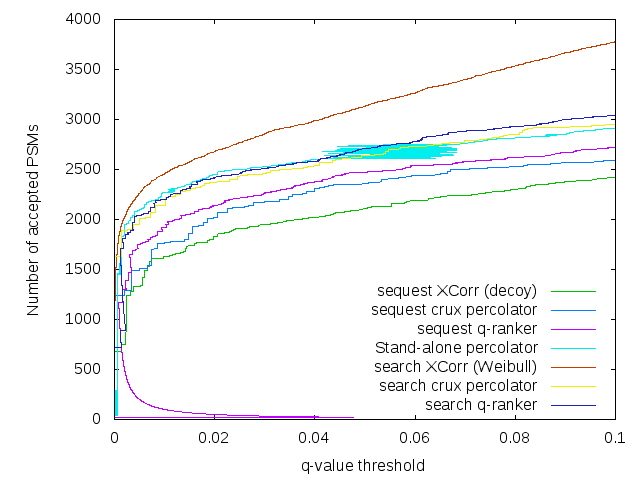 4000
3500
3000
2500
2000
1500
1000
500
0
Number of accepted PSMs
sequest XCorr (decoy)
sequest crux percolator
sequest q-ranker
Stand-alone percolator
search XCorr (Weibull)
search crux percolator
search q-ranker
0 0.02 0.04 0.06 0.08 0.1
q-value threshold